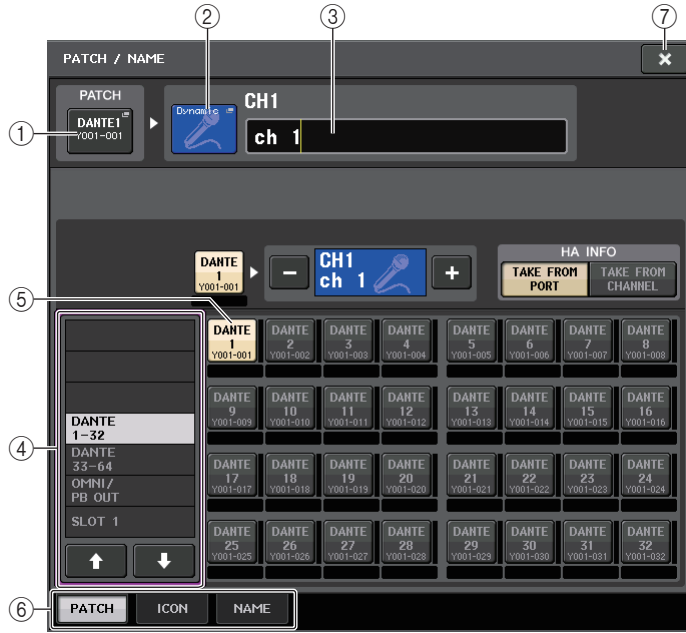 ② ③ ⑦
PATCH / NAME
PATCH
① DANTE1
Y001-001
Dynamic
CH1
ch 1
DANTE
1
Y001-001
CH1
ch 1
HA INFO
TAKE FROM
PORT
TAKE FROM
CHANNEL
⑤
DANTE 1 Y001-001
DANTE 2 Y001-002
DANTE 3 Y001-003
DANTE 4 Y001-004
DANTE 5 Y001-005
DANTE 6 Y001-006
DANTE 7 Y001-007
DANTE 8 Y001-008
DANTE 9 Y001-009
DANTE 10 Y001-010
DANTE 11 Y001-011
DANTE 12 Y001-012
DANTE 13 Y001-013
DANTE 14 Y001-014
DANTE 15 Y001-015
DANTE 16 Y001-016
DANTE 17 Y001-017
DANTE 18 Y001-018
DANTE 19 Y001-019
DANTE 20 Y001-020
DANTE 21 Y001-021
DANTE 22 Y001-022
DANTE 23 Y001-023
DANTE 24 Y001-024
DANTE 25 Y001-025
DANTE 26 Y001-026
DANTE 27 Y001-027
DANTE 28 Y001-028
DANTE 29 Y001-029
DANTE 30 Y001-030
DANTE 31 Y001-031
DANTE 32 Y001-032
④
DANTE
1-32
DANTE
33-64
OMNI/
PB OUT
SLOT 1
⑥ PATCH ICON NAME